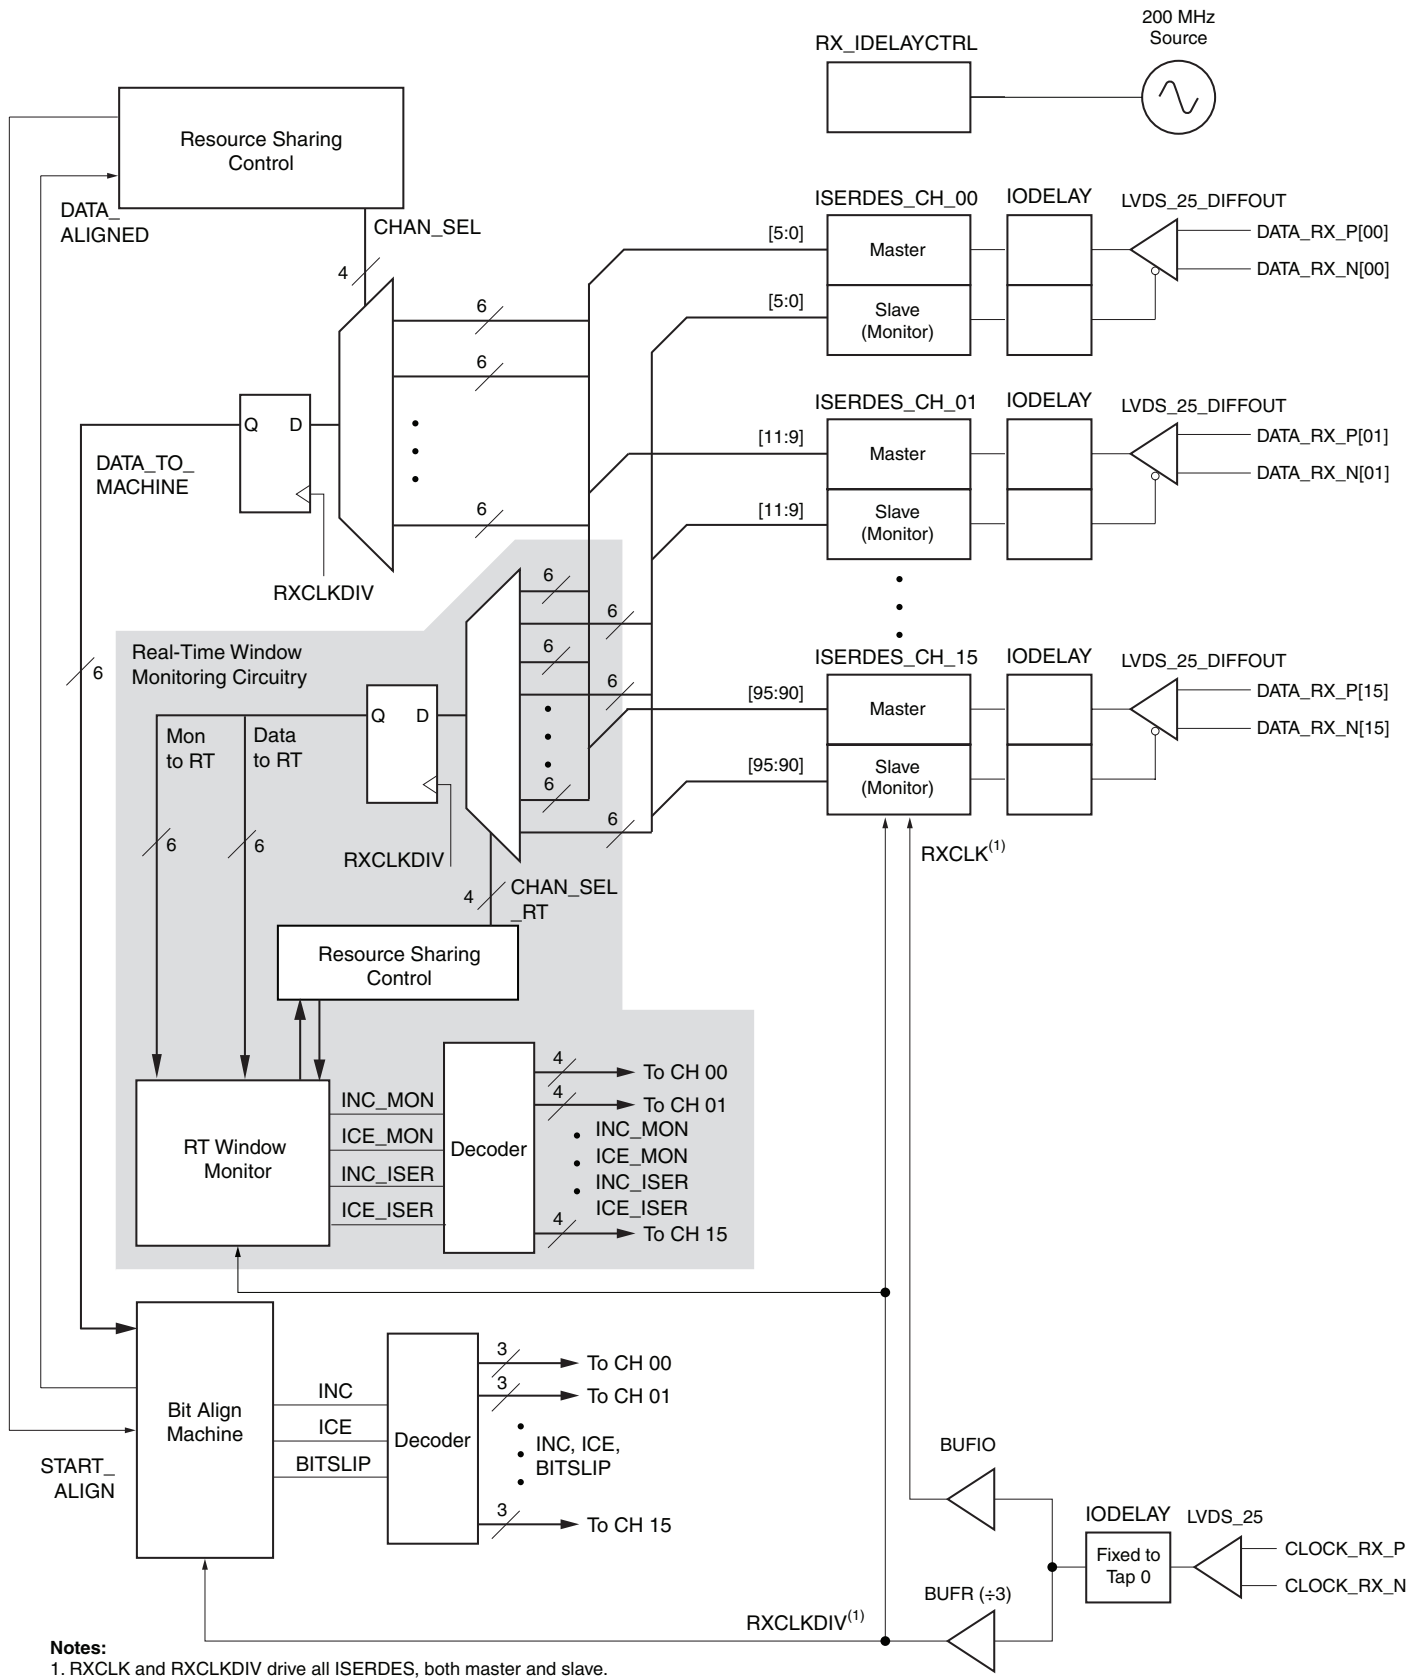 200 MHz
Source
RX_IDELAYCTRL
Resource Sharing
Control
DATA_
ALIGNED
CHAN_SEL
4
ISERDES_CH_00
IODELAY
LVDS_25_DIFFOUT
[5:0]
Master
DATA_RX_P[00]
DATA_RX_N[00]
[5:0]
Slave
(Monitor)
6
6
6
ISERDES_CH_01
IODELAY
LVDS_25_DIFFOUT
[11:9]
Master
DATA_RX_P[01]
DATA_RX_N[01]
[11:9]
Slave
(Monitor)
Q
D
DATA_TO_
MACHINE
RXCLKDIV
6
Real-Time Window
Monitoring Circuitry
6
6
6
6
6
6
ISERDES_CH_15
IODELAY
LVDS_25_DIFFOUT
[95:90]
Master
DATA_RX_P[15]
DATA_RX_N[15]
[95:90]
Slave
(Monitor)
Q
D
Mon
to RT
Data
to RT
6
6
RXCLKDIV
RXCLK(1)
4
CHAN_SEL
_RT
Resource Sharing
Control
RT Window
Monitor
INC_MON
ICE_MON
INC_ISER
ICE_ISER
Decoder
4
To CH 00
4
To CH 01
INC_MON
ICE_MON
INC_ISER
ICE_ISER
4
To CH 15
Bit Align
Machine
INC
ICE
BITSLIP
Decoder
3
To CH 00
3
To CH 01
INC, ICE,
BITSLIP
3
To CH 15
START_
ALIGN
BUFIO
IODELAY
LVDS_25
Fixed to
Tap 0
CLOCK_RX_P
CLOCK_RX_N
BUFR (÷3)
RXCLKDIV(1)
Notes:
1. RXCLK and RXCLKDIV drive all ISERDES, both master and slave.